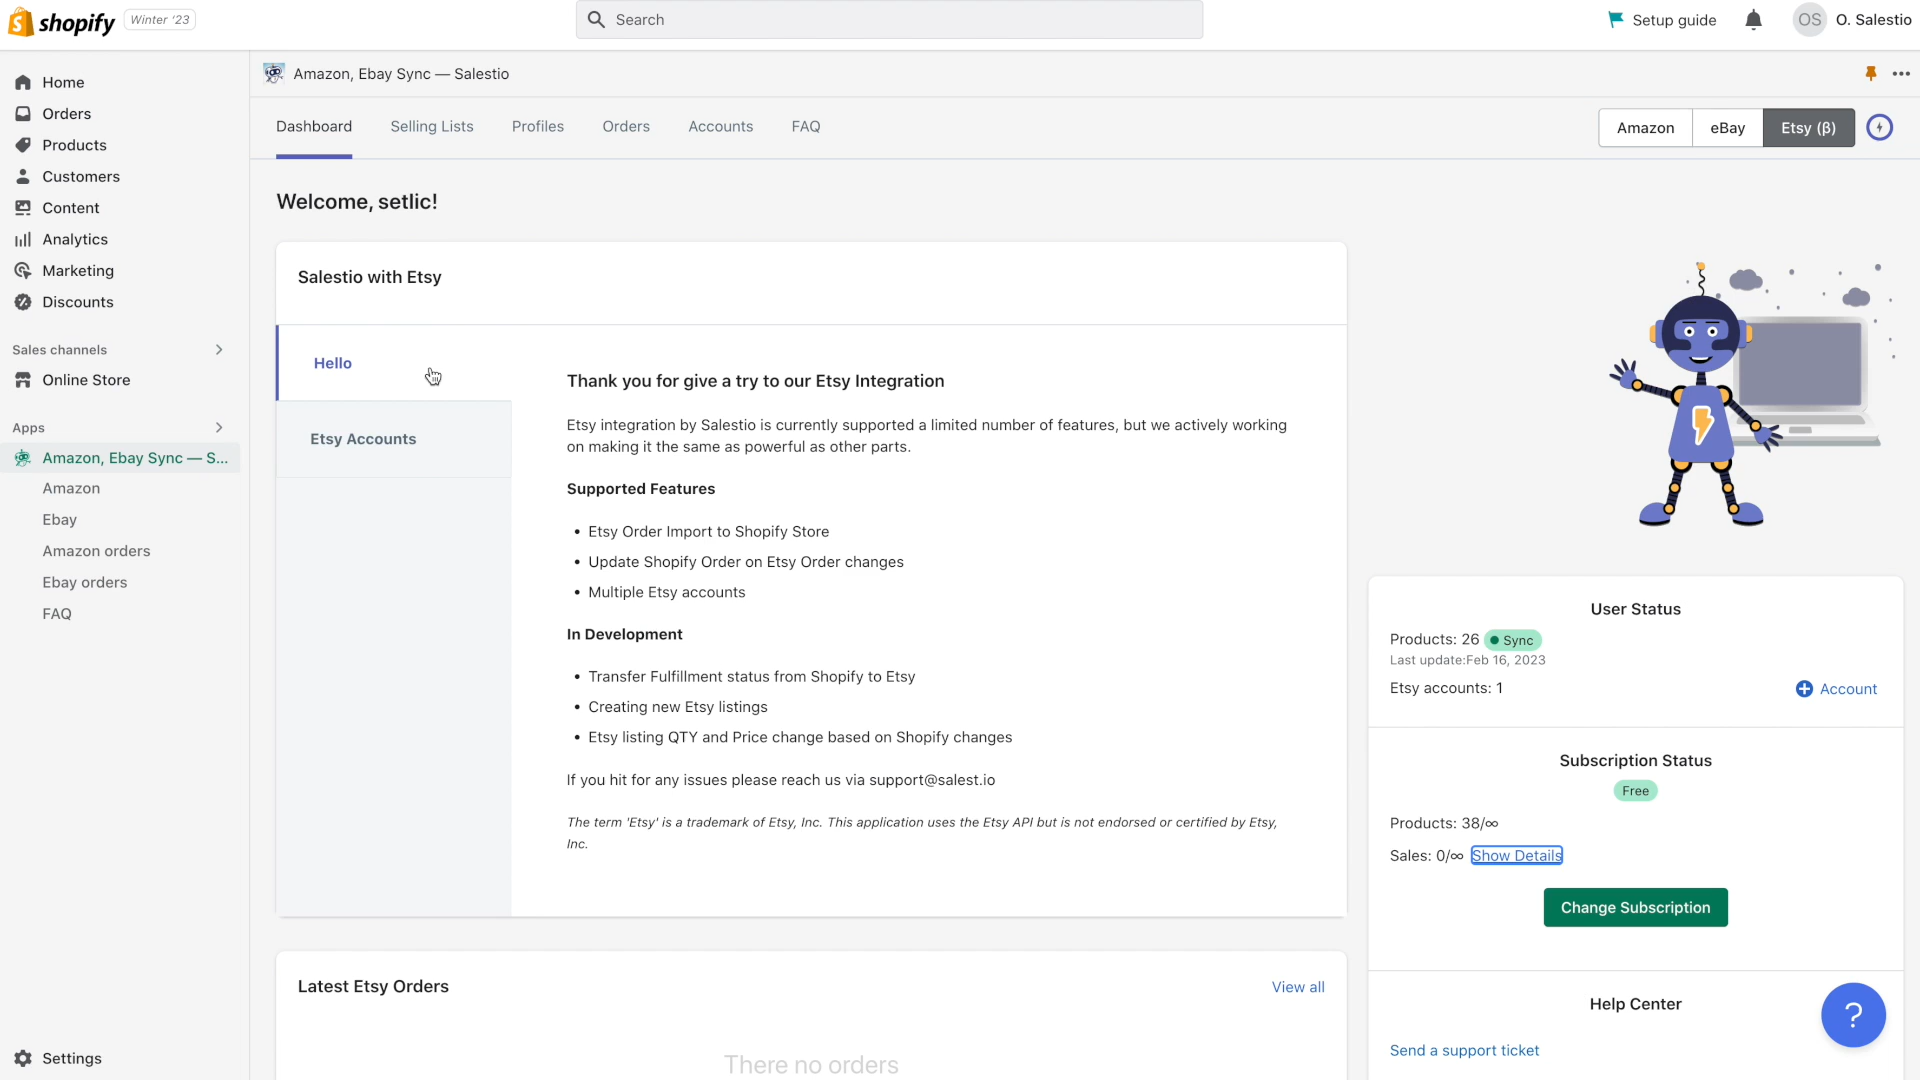 shopify
Winter '23
Search
Setup guide
OS
O. Salestio
Home
Orders
Products
Customers
Content
Analytics
Marketing
Discounts
Sales channels
Online Store
Apps
Amazon, Ebay Sync — S...
Amazon
Ebay
Amazon orders
Ebay orders
FAQ
Settings
Amazon, Ebay Sync — Salestio
Dashboard
Selling Lists
Profiles
Orders
Accounts
FAQ
Amazon
eBay
Etsy (β)
Welcome, setlic!
Salestio with Etsy
Hello
Etsy Accounts
Thank you for give a try to our Etsy Integration
Etsy integration by Salestio is currently supported a limited number of features, but we actively working
on making it the same as powerful as other parts.
Supported Features
• Etsy Order Import to Shopify Store
• Update Shopify Order on Etsy Order changes
• Multiple Etsy accounts
In Development
• Transfer Fulfillment status from Shopify to Etsy
• Creating new Etsy listings
• Etsy listing QTY and Price change based on Shopify changes
If you hit for any issues please reach us via support@salest.io
The term 'Etsy' is a trademark of Etsy, Inc. This application uses the Etsy API but is not endorsed or certified by Etsy,
Inc.
Latest Etsy Orders
View all
There no orders
User Status
Products: 26 Sync
Last update:Feb 16, 2023
Etsy accounts: 1
Account
Subscription Status
Free
Products: 38/∞
Sales: 0/∞ Show Details
Change Subscription
Help Center
Send a support ticket
?